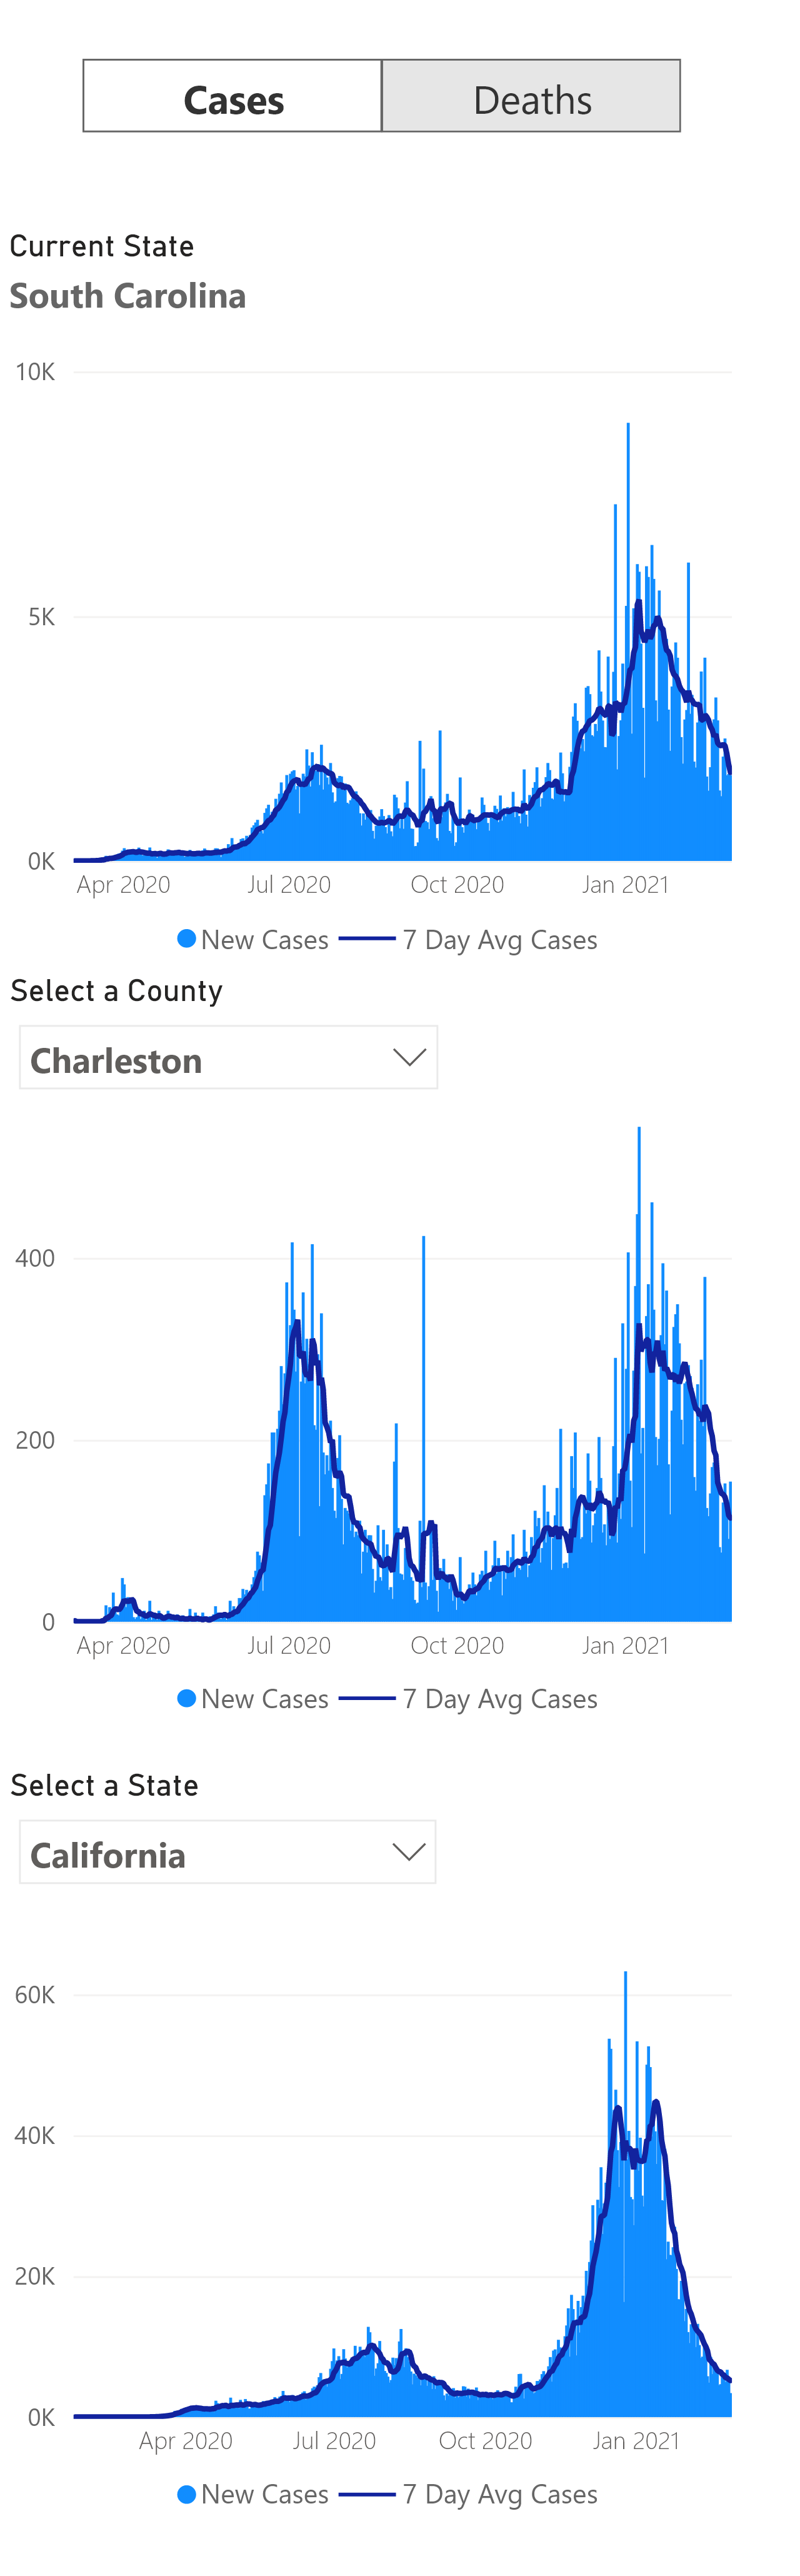 Cases Deaths
Current State
South Carolina
10K
5K
0K
Apr 2020 Jul 2020 Oct 2020 Jan 2021
New Cases 7 Day Avg Cases
Select a County
Charleston
400
200
0
Apr 2020 Jul 2020 Oct 2020 Jan 2021
New Cases 7 Day Avg Cases
Select a State
California
60K
40K
20K
0K
Apr 2020 Jul 2020 Oct 2020 Jan 2021
New Cases 7 Day Avg Cases